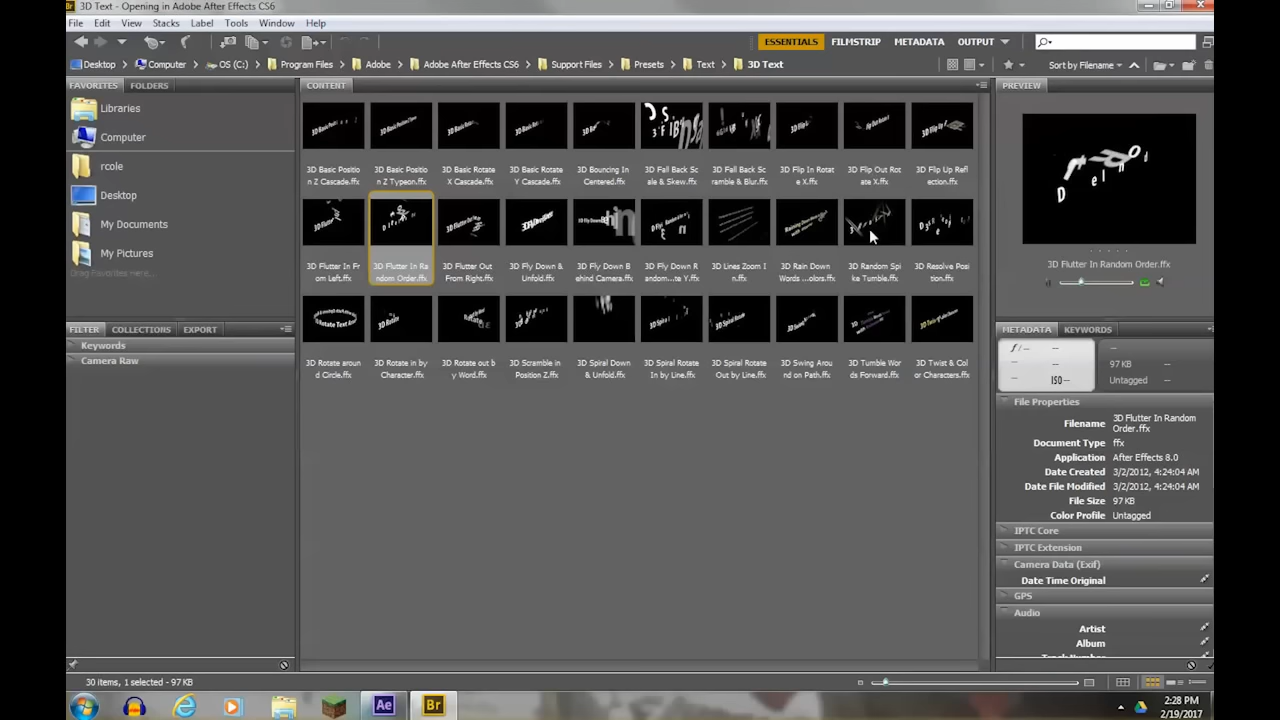 3D Text - Opening in Adobe After Effects CS6
File Edit View Stacks Label Tools Window Help
ESSENTIALS FILMSTRIP METADATA OUTPUT
Desktop Computer OS (C:) Program Files Adobe Adobe After Effects CS6 Support Files Presets Text 3D Text
Sort by Filename
FAVORITES FOLDERS
CONTENT
PREVIEW
Libraries
Computer
rcole
Desktop
My Documents
My Pictures
Drag Favorites Here...
3D Basic Positio 3D Basic Positio 3D Basic Rotate 3D Basic Rotate 3D Bouncing In 3D Fall Back Sc 3D Fall Back Sc 3D Flip In Rotat 3D Flip Out Rot 3D Flip Up Refl
n Z Cascade.ffx n Z Typeon.ffx X Cascade.ffx Y Cascade.ffx Centered.ffx ale & Skew.ffx ramble & Blur.ffx e X.ffx ate X.ffx ection.ffx
3D Flutter In Fr 3D Flutter In Ra 3D Flutter Out 3D Fly Down & 3D Fly Down B 3D Fly Down R 3D Lines Zoom I 3D Rain Down 3D Random Spi 3D Resolve Posi
om Left.ffx ndom Order.ffx From Right.ffx Unfold.ffx ehind Camera.ffx andom...te Y.ffx n.ffx Words ...olors.ffx ke Tumble.ffx tion.ffx
3D Rotate aroun 3D Rotate in by 3D Rotate out b 3D Scramble in 3D Spiral Down 3D Spiral Rotate 3D Spiral Rotate 3D Swing Arou 3D Tumble Wor 3D Twist & Col
d Circle.ffx Character.ffx y Word.ffx Position Z.ffx & Unfold.ffx In by Line.ffx Out by Line.ffx nd on Path.ffx ds Forward.ffx or Characters.ffx
3D Flutter In Random Order.ffx
FILTER COLLECTIONS EXPORT
Keywords
Camera Raw
METADATA KEYWORDS
f/-- --
-- --
-- ISO--
--
97 KB --
Untagged --
File Properties
Filename 3D Flutter In Random Order.ffx
Document Type ffx
Application After Effects 8.0
Date Created 3/2/2012, 4:24:04 AM
Date File Modified 3/2/2012, 4:24:04 AM
File Size 97 KB
Color Profile Untagged
IPTC Core
IPTC Extension
Camera Data (Exif)
Date Time Original
GPS
Audio
Artist
Album
Track Number
30 items, 1 selected - 97 KB
Ae Br
2:28 PM
2/19/2017